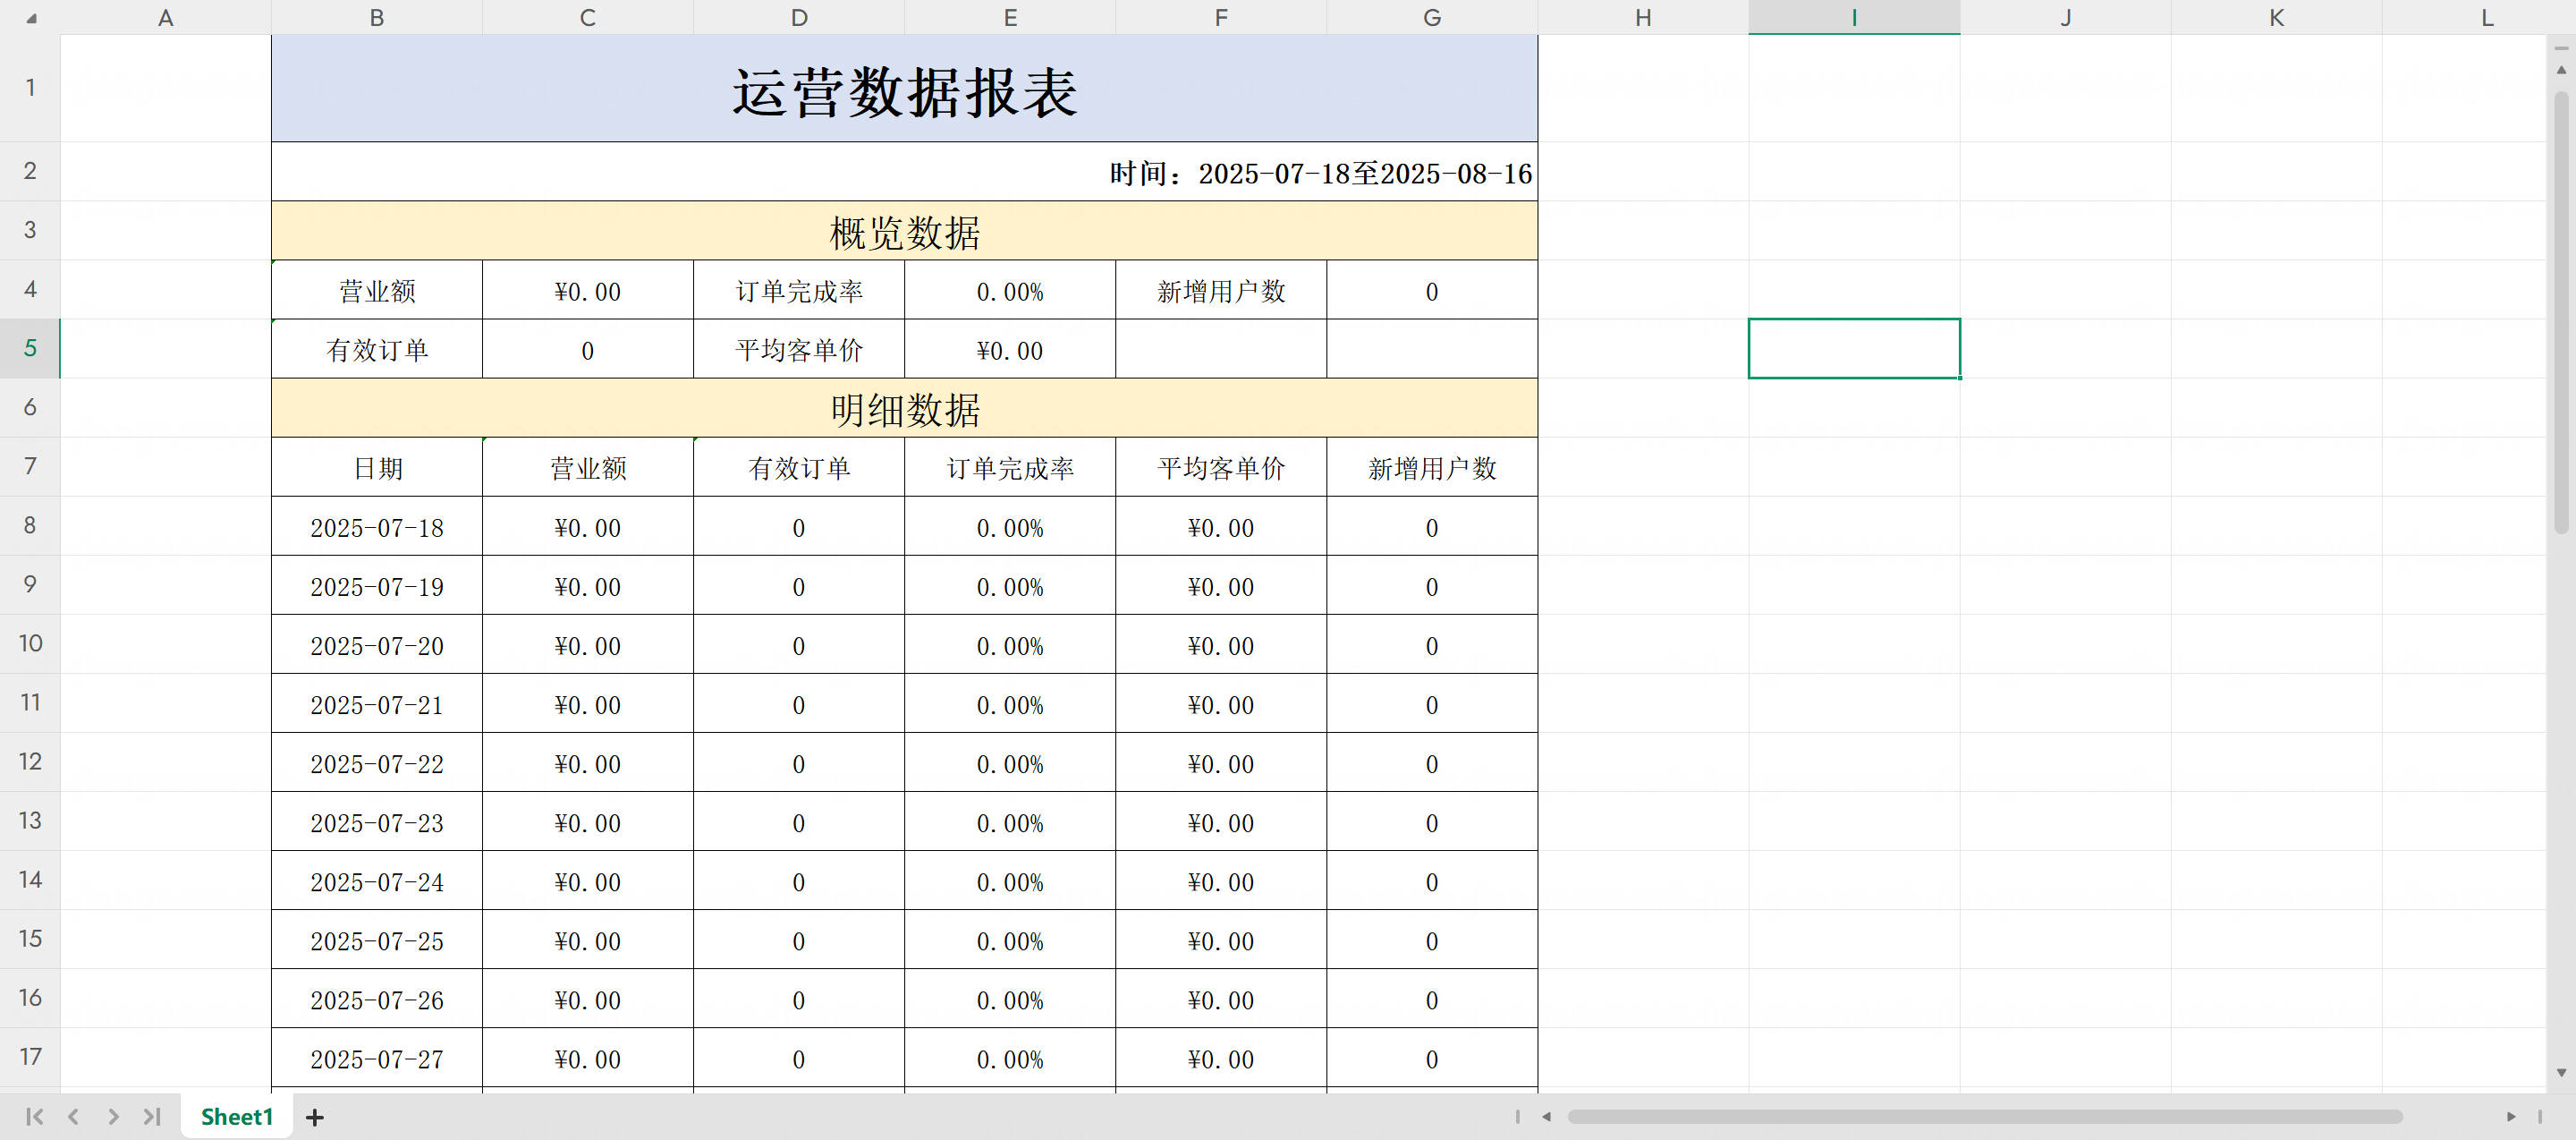 A B C D E F G H I J K L
1 运营数据报表
2 时间：2025-07-18至2025-08-16
3 概览数据
4 营业额 ¥0.00 订单完成率 0.00% 新增用户数 0
5 有效订单 0 平均客单价 ¥0.00
6 明细数据
7 日期 营业额 有效订单 订单完成率 平均客单价 新增用户数
8 2025-07-18 ¥0.00 0 0.00% ¥0.00 0
9 2025-07-19 ¥0.00 0 0.00% ¥0.00 0
10 2025-07-20 ¥0.00 0 0.00% ¥0.00 0
11 2025-07-21 ¥0.00 0 0.00% ¥0.00 0
12 2025-07-22 ¥0.00 0 0.00% ¥0.00 0
13 2025-07-23 ¥0.00 0 0.00% ¥0.00 0
14 2025-07-24 ¥0.00 0 0.00% ¥0.00 0
15 2025-07-25 ¥0.00 0 0.00% ¥0.00 0
16 2025-07-26 ¥0.00 0 0.00% ¥0.00 0
17 2025-07-27 ¥0.00 0 0.00% ¥0.00 0
Sheet1